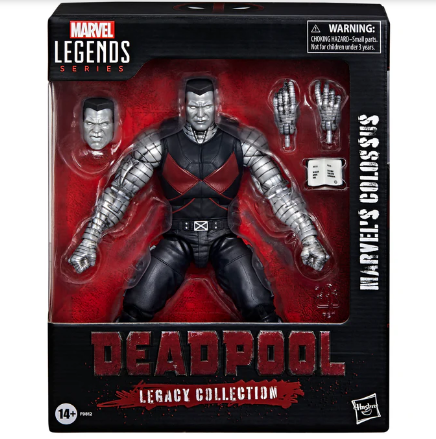 MARVEL
LEGENDS
SERIES
WARNING:
CHOKING HAZARD–Small parts.
Not for children under 3 years.
MARVEL'S COLOSSUS
DEADPOOL
LEGACY COLLECTION
14+
Hasbro